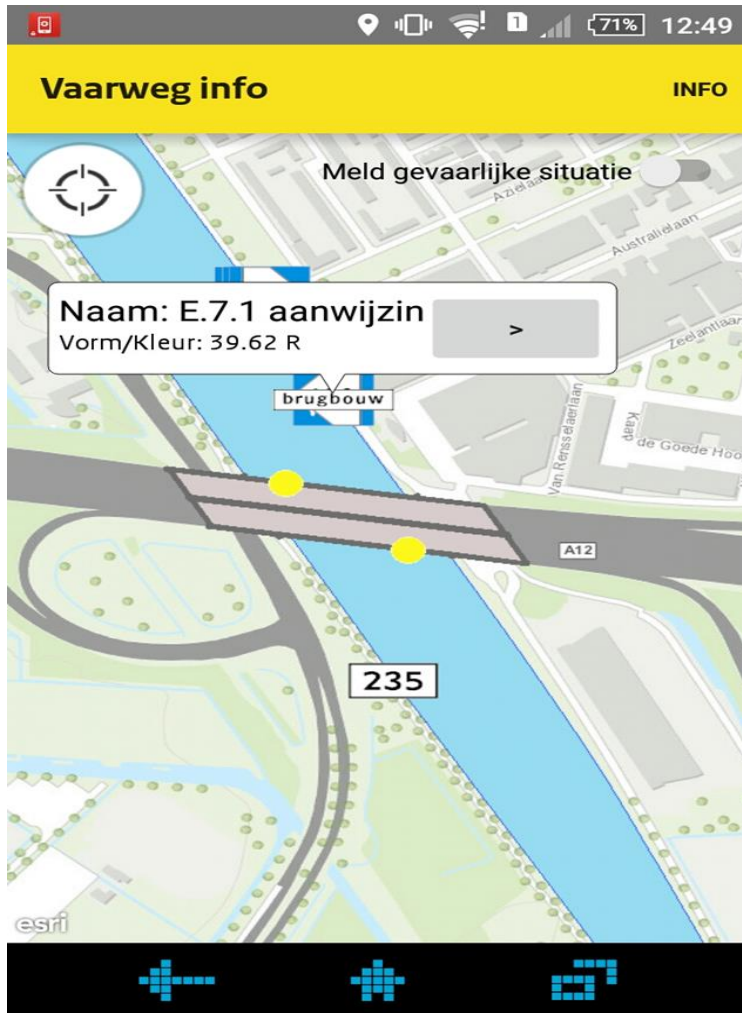 1 71% 12:49
Vaarweg info INFO
Meld gevaarlijke situatie
Azielaan
Australielaan
Naam: E.7.1 aanwijzin >
Vorm/Kleur: 39.62 R
Zeelantlaan
brugbouw
Van Rensselaerlaan
Kaap
de Goede Hoo
A12
235
esri